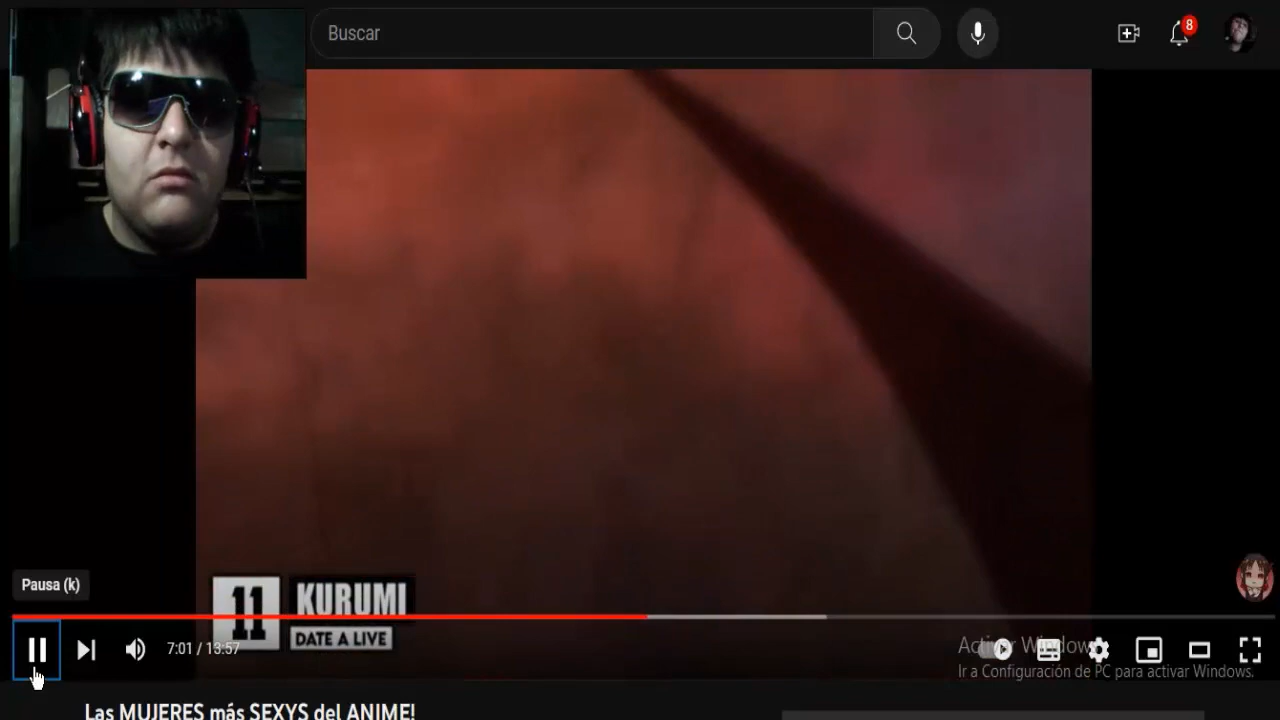 Buscar
8
11
KURUMI
DATE A LIVE
Pausa (k)
7:01 / 13:57
Activar Windows
Ir a Configuración de PC para activar Windows.
Las MUJERES más SEXYS del ANIME!